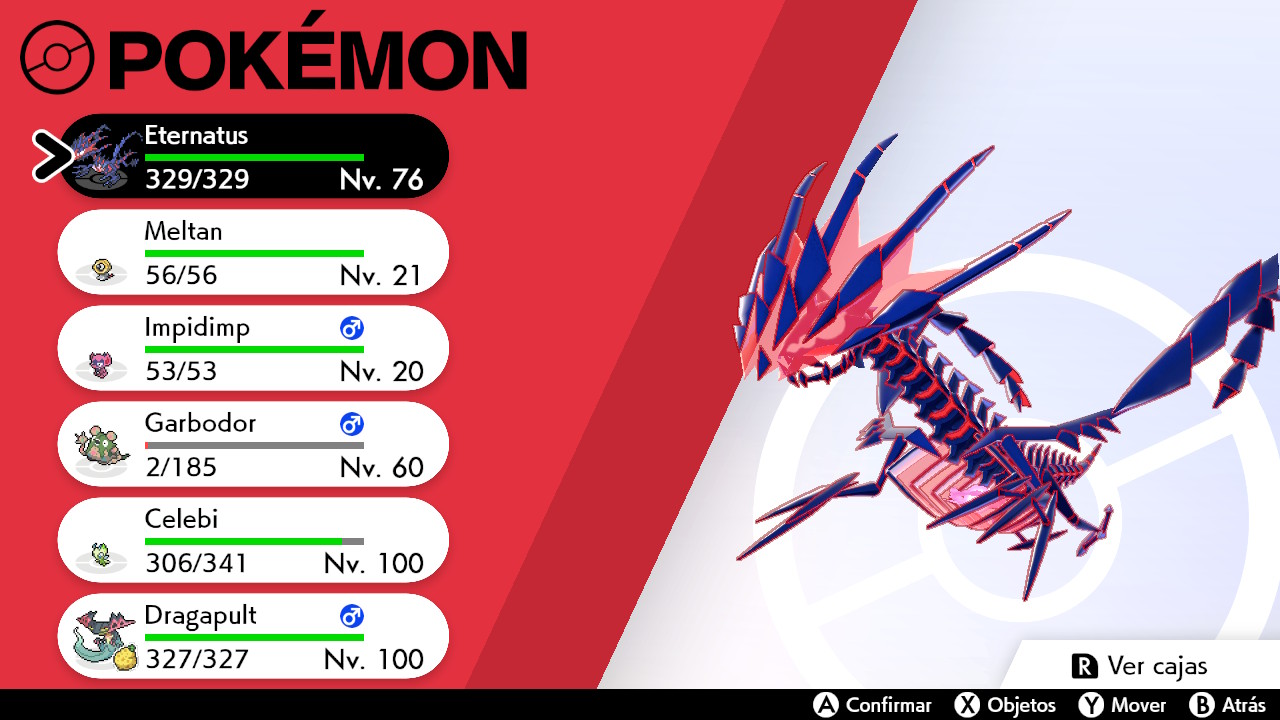 POKÉMON
Eternatus
329/329 Nv. 76
Meltan
56/56 Nv. 21
Impidimp ♂
53/53 Nv. 20
Garbodor ♂
2/185 Nv. 60
Celebi
306/341 Nv. 100
Dragapult ♂
327/327 Nv. 100
R Ver cajas
A Confirmar X Objetos Y Mover B Atrás